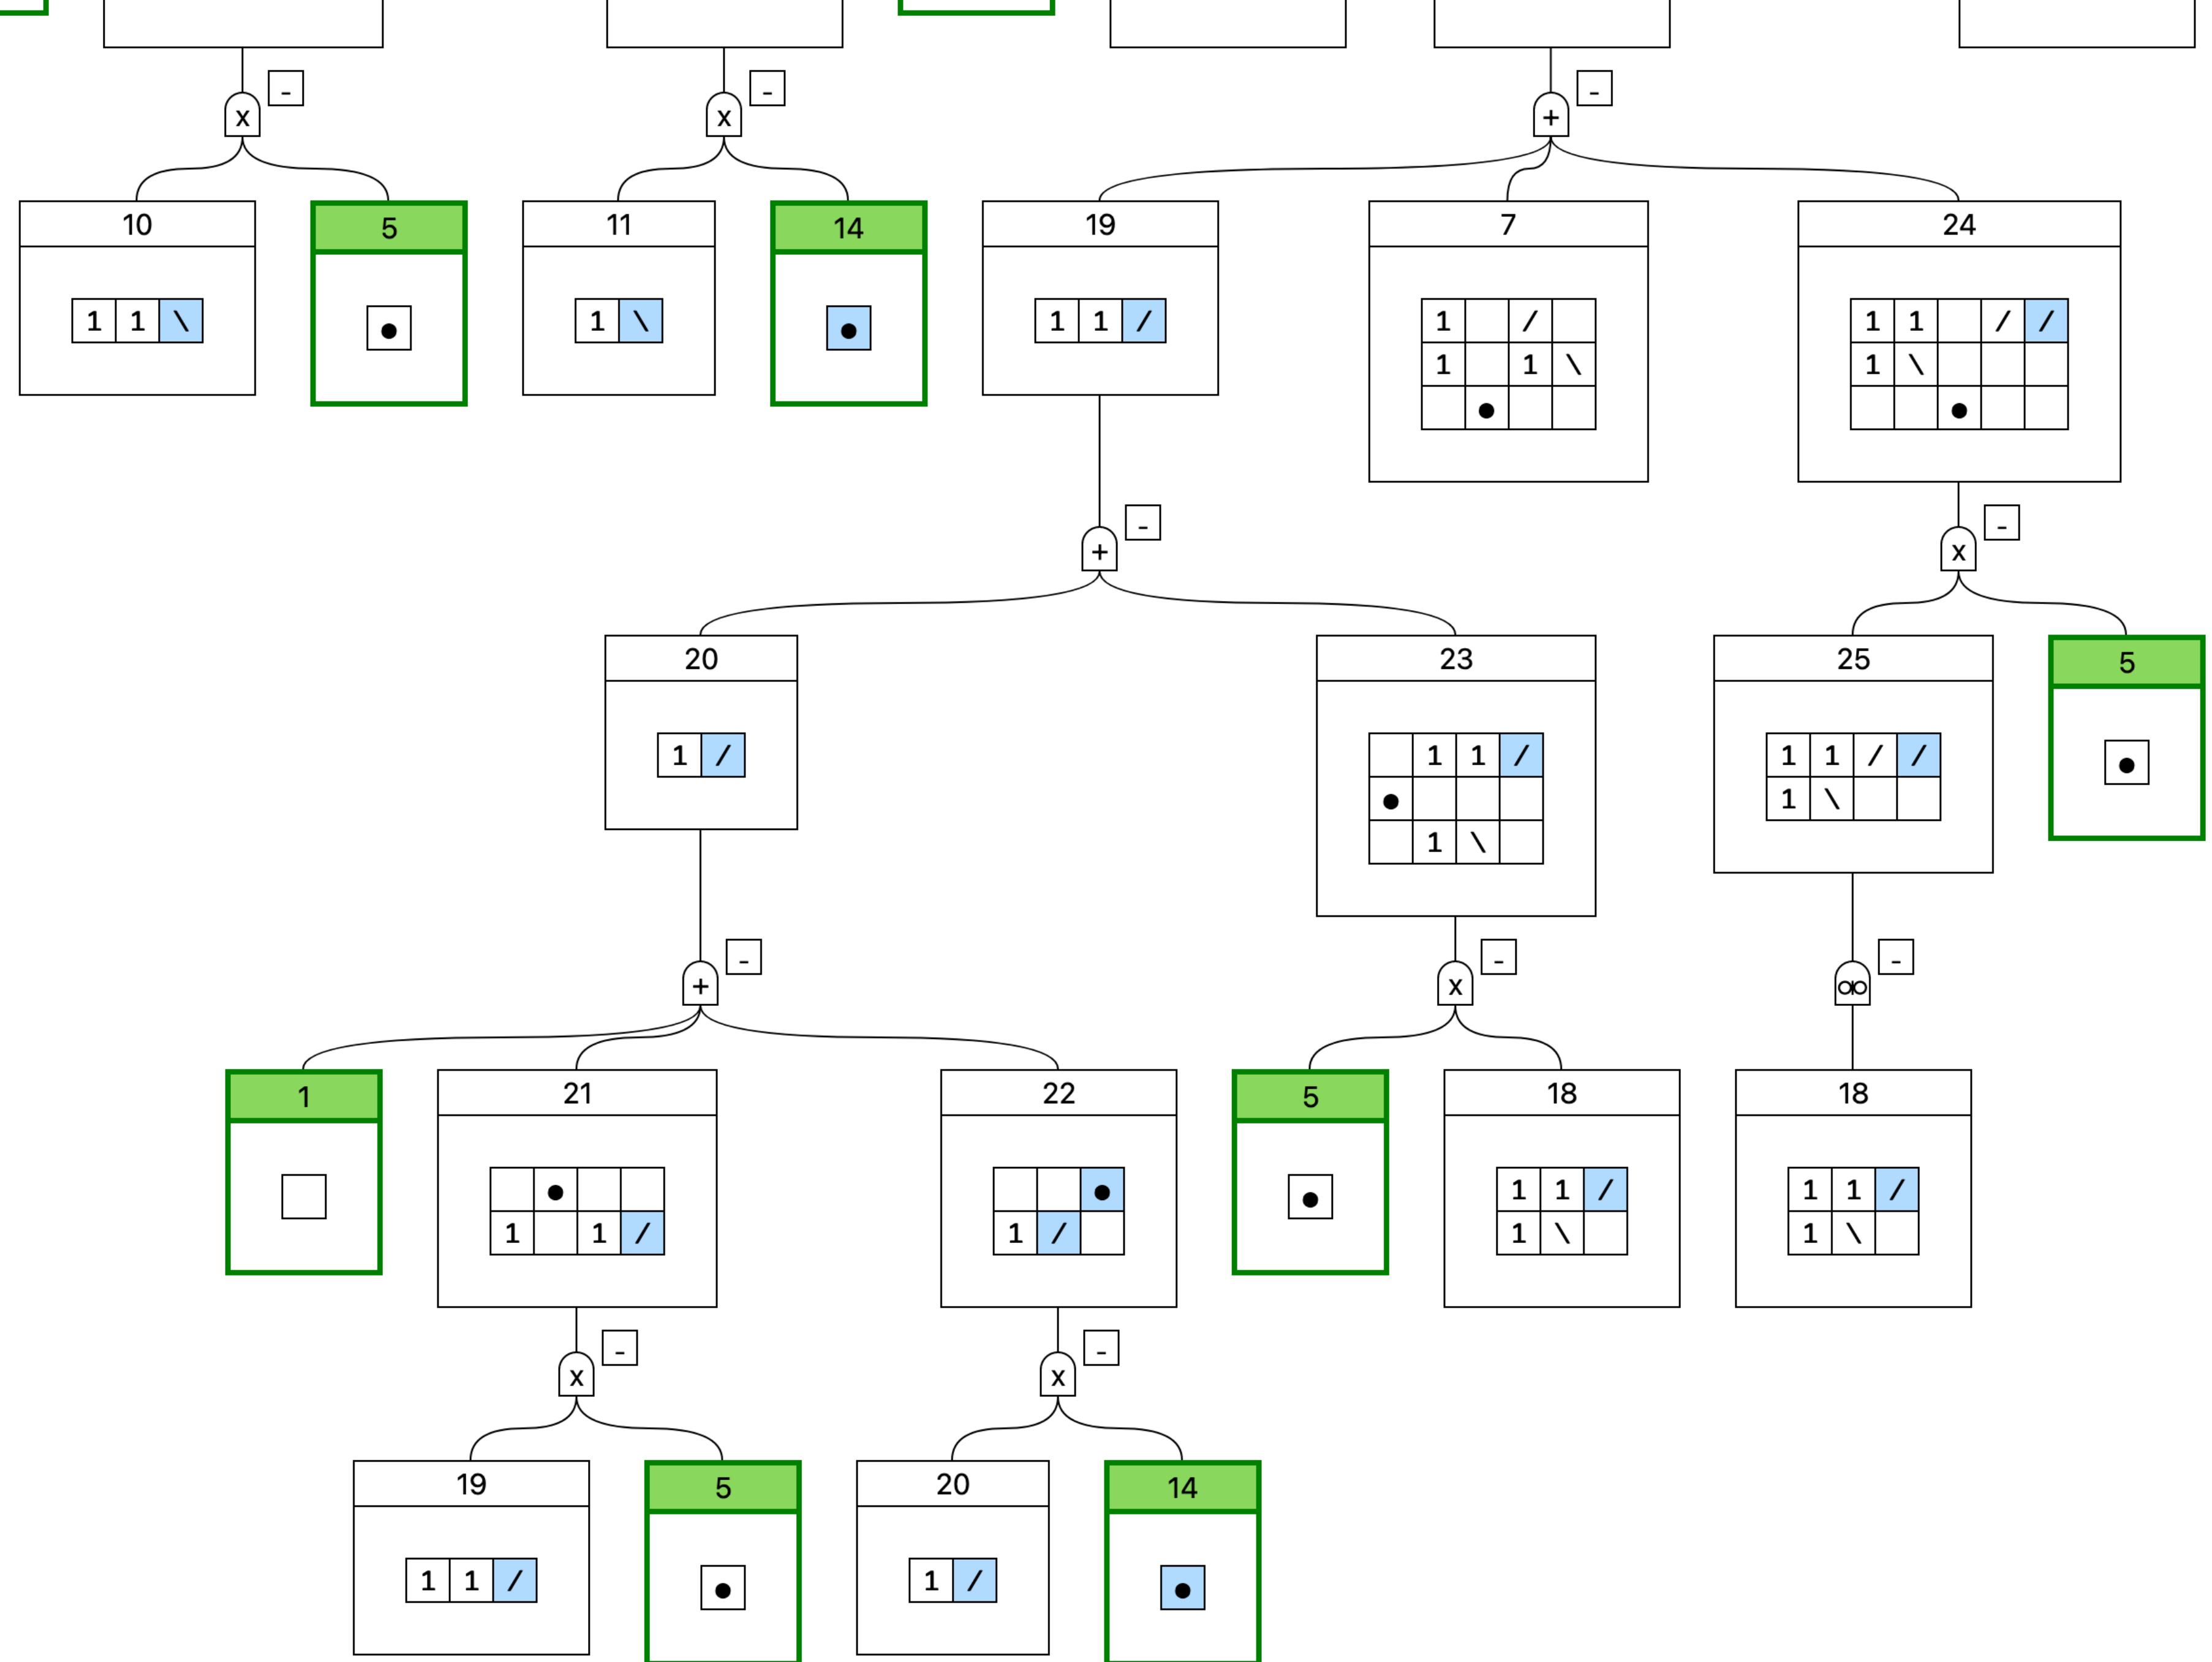 - - -
x x +
10 5 11 14 19 7 24
1 1 \ ● 1 \ ● 1 1 / 1 / 1 1 / /
1 1 \ 1 \
● ●
- -
+ x
20 23 25 5
1 / 1 1 / 1 1 / / ●
● 1 \
1 \
- - -
+ x ∞
1 21 22 5 18 18
● ● ● 1 1 / 1 1 /
1 1 / 1 / 1 \ 1 \
- -
x x
19 5 20 14
1 1 / ● 1 / ●